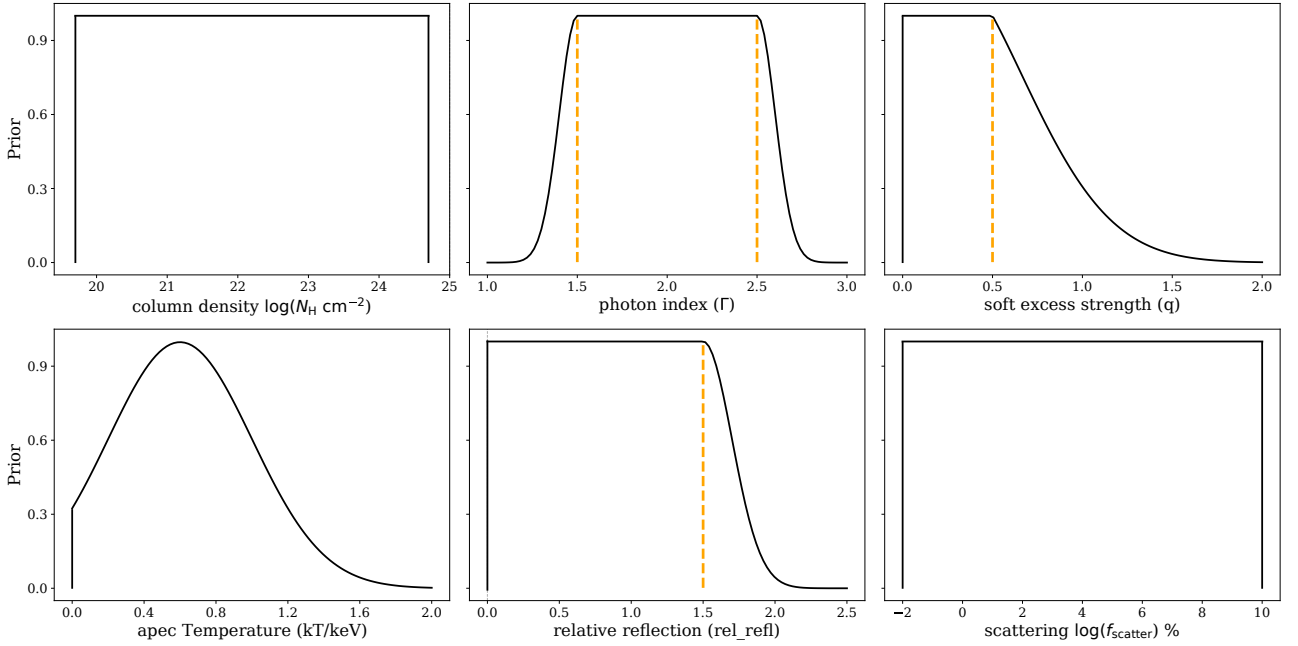 0.9
0.6
0.3
0.0
Prior
20 21 22 23 24 25
column density log(N_H cm⁻²)
1.0 1.5 2.0 2.5 3.0
photon index (Γ)
0.0 0.5 1.0 1.5 2.0
soft excess strength (q)
0.9
0.6
0.3
0.0
Prior
0.0 0.4 0.8 1.2 1.6 2.0
apec Temperature (kT/keV)
0.0 0.5 1.0 1.5 2.0 2.5
relative reflection (rel_refl)
−2 0 2 4 6 8 10
scattering log(f_scatter) %